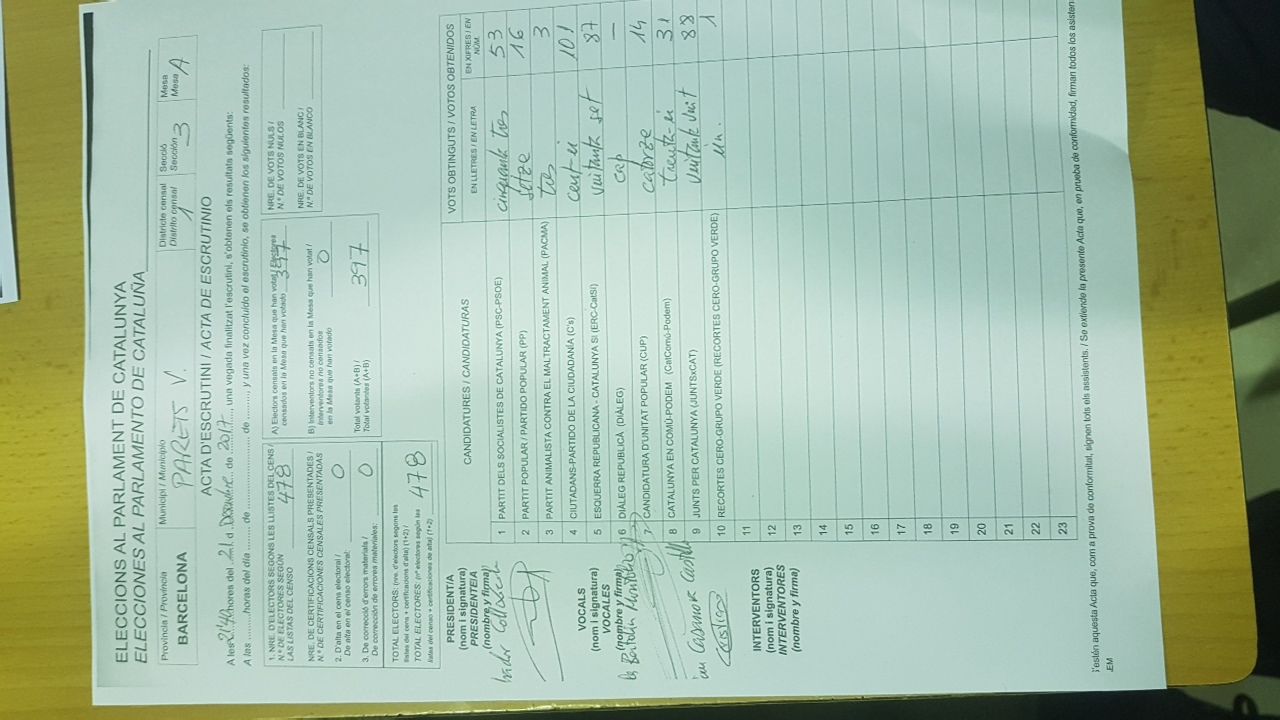 ELECCIONS AL PARLAMENT DE CATALUNYA
ELECCIONES AL PARLAMENTO DE CATALUÑA
Província / Provincia
BARCELONA
Municipi / Municipio
PARETS V.
Districte censal
Distrito censal
1
Secció
Sección
3
Mesa
Mesa
A
ACTA D'ESCRUTINI / ACTA DE ESCRUTINIO
A les 21:40 hores del 21 d Desembre de 2017, una vegada finalitzat l'escrutini, s'obtenen els resultats següents:
A las ......... horas del día ......... de ......................... de ........., y una vez concluido el escrutinio, se obtienen los siguientes resultados:
1. NRE. D'ELECTORS SEGONS LES LLISTES DEL CENS /
N.º DE ELECTORES SEGÚN
LAS LISTAS DEL CENSO
478
NRE. DE CERTIFICACIONS CENSALS PRESENTADES /
N.º DE CERTIFICACIONES CENSALES PRESENTADAS
2. D'alta en el cens electoral /
De alta en el censo electoral:
0
3. De correcció d'errors materials /
De corrección de errores materiales:
0
TOTAL ELECTORS: (nre. d'electors segons les
llistes del cens + certificacions d'alta) (1+2) /
TOTAL ELECTORES: (nº electores según las
listas del censo + certificaciones de alta) (1+2)
478
A) Electors censats en la Mesa que han votat / Electores
censados en la Mesa que han votado
397
B) Interventors no censats en la Mesa que han votat /
Interventores no censados
en la Mesa que han votado
0
Total votants (A+B) /
Total votantes (A+B)
397
NRE. DE VOTS NULS /
N.º DE VOTOS NULOS
NRE. DE VOTS EN BLANC /
N.º DE VOTOS EN BLANCO
CANDIDATURES / CANDIDATURAS
VOTS OBTINGUTS / VOTOS OBTENIDOS
EN LLETRES / EN LETRA
EN XIFRES / EN
NÚM.
1 PARTIT DELS SOCIALISTES DE CATALUNYA (PSC-PSOE) cinquanta tres 53
2 PARTIT POPULAR / PARTIDO POPULAR (PP) setze 16
3 PARTIT ANIMALISTA CONTRA EL MALTRACTAMENT ANIMAL (PACMA) tres 3
4 CIUTADANS-PARTIDO DE LA CIUDADANÍA (C's) cent-u 101
5 ESQUERRA REPUBLICANA - CATALUNYA SÍ (ERC-CatSÍ) vuitanta set 87
6 DIÀLEG REPUBLICÀ (DIÀLEG) cap —
7 CANDIDATURA D'UNITAT POPULAR (CUP) catorze 14
8 CATALUNYA EN COMÚ-PODEM (CatComú-Podem) trenta-u 31
9 JUNTS PER CATALUNYA (JUNTSxCAT) vuitanta vuit 88
10 RECORTES CERO-GRUPO VERDE (RECORTES CERO-GRUPO VERDE) un. 1
11
12
13
14
15
16
17
18
19
20
21
22
23
PRESIDENT/A
(nom i signatura)
PRESIDENTE/A
(nombre y firma)
VOCALS
(nom i signatura)
VOCALES
(nombre y firma)
Casanova Castillo
INTERVENTORS
(nom i signatura)
INTERVENTORES
(nombre y firma)
S'estén aquesta Acta que, com a prova de conformitat, signen tots els assistents. / Se extiende la presente Acta que, en prueba de conformidad, firman todos los asisten